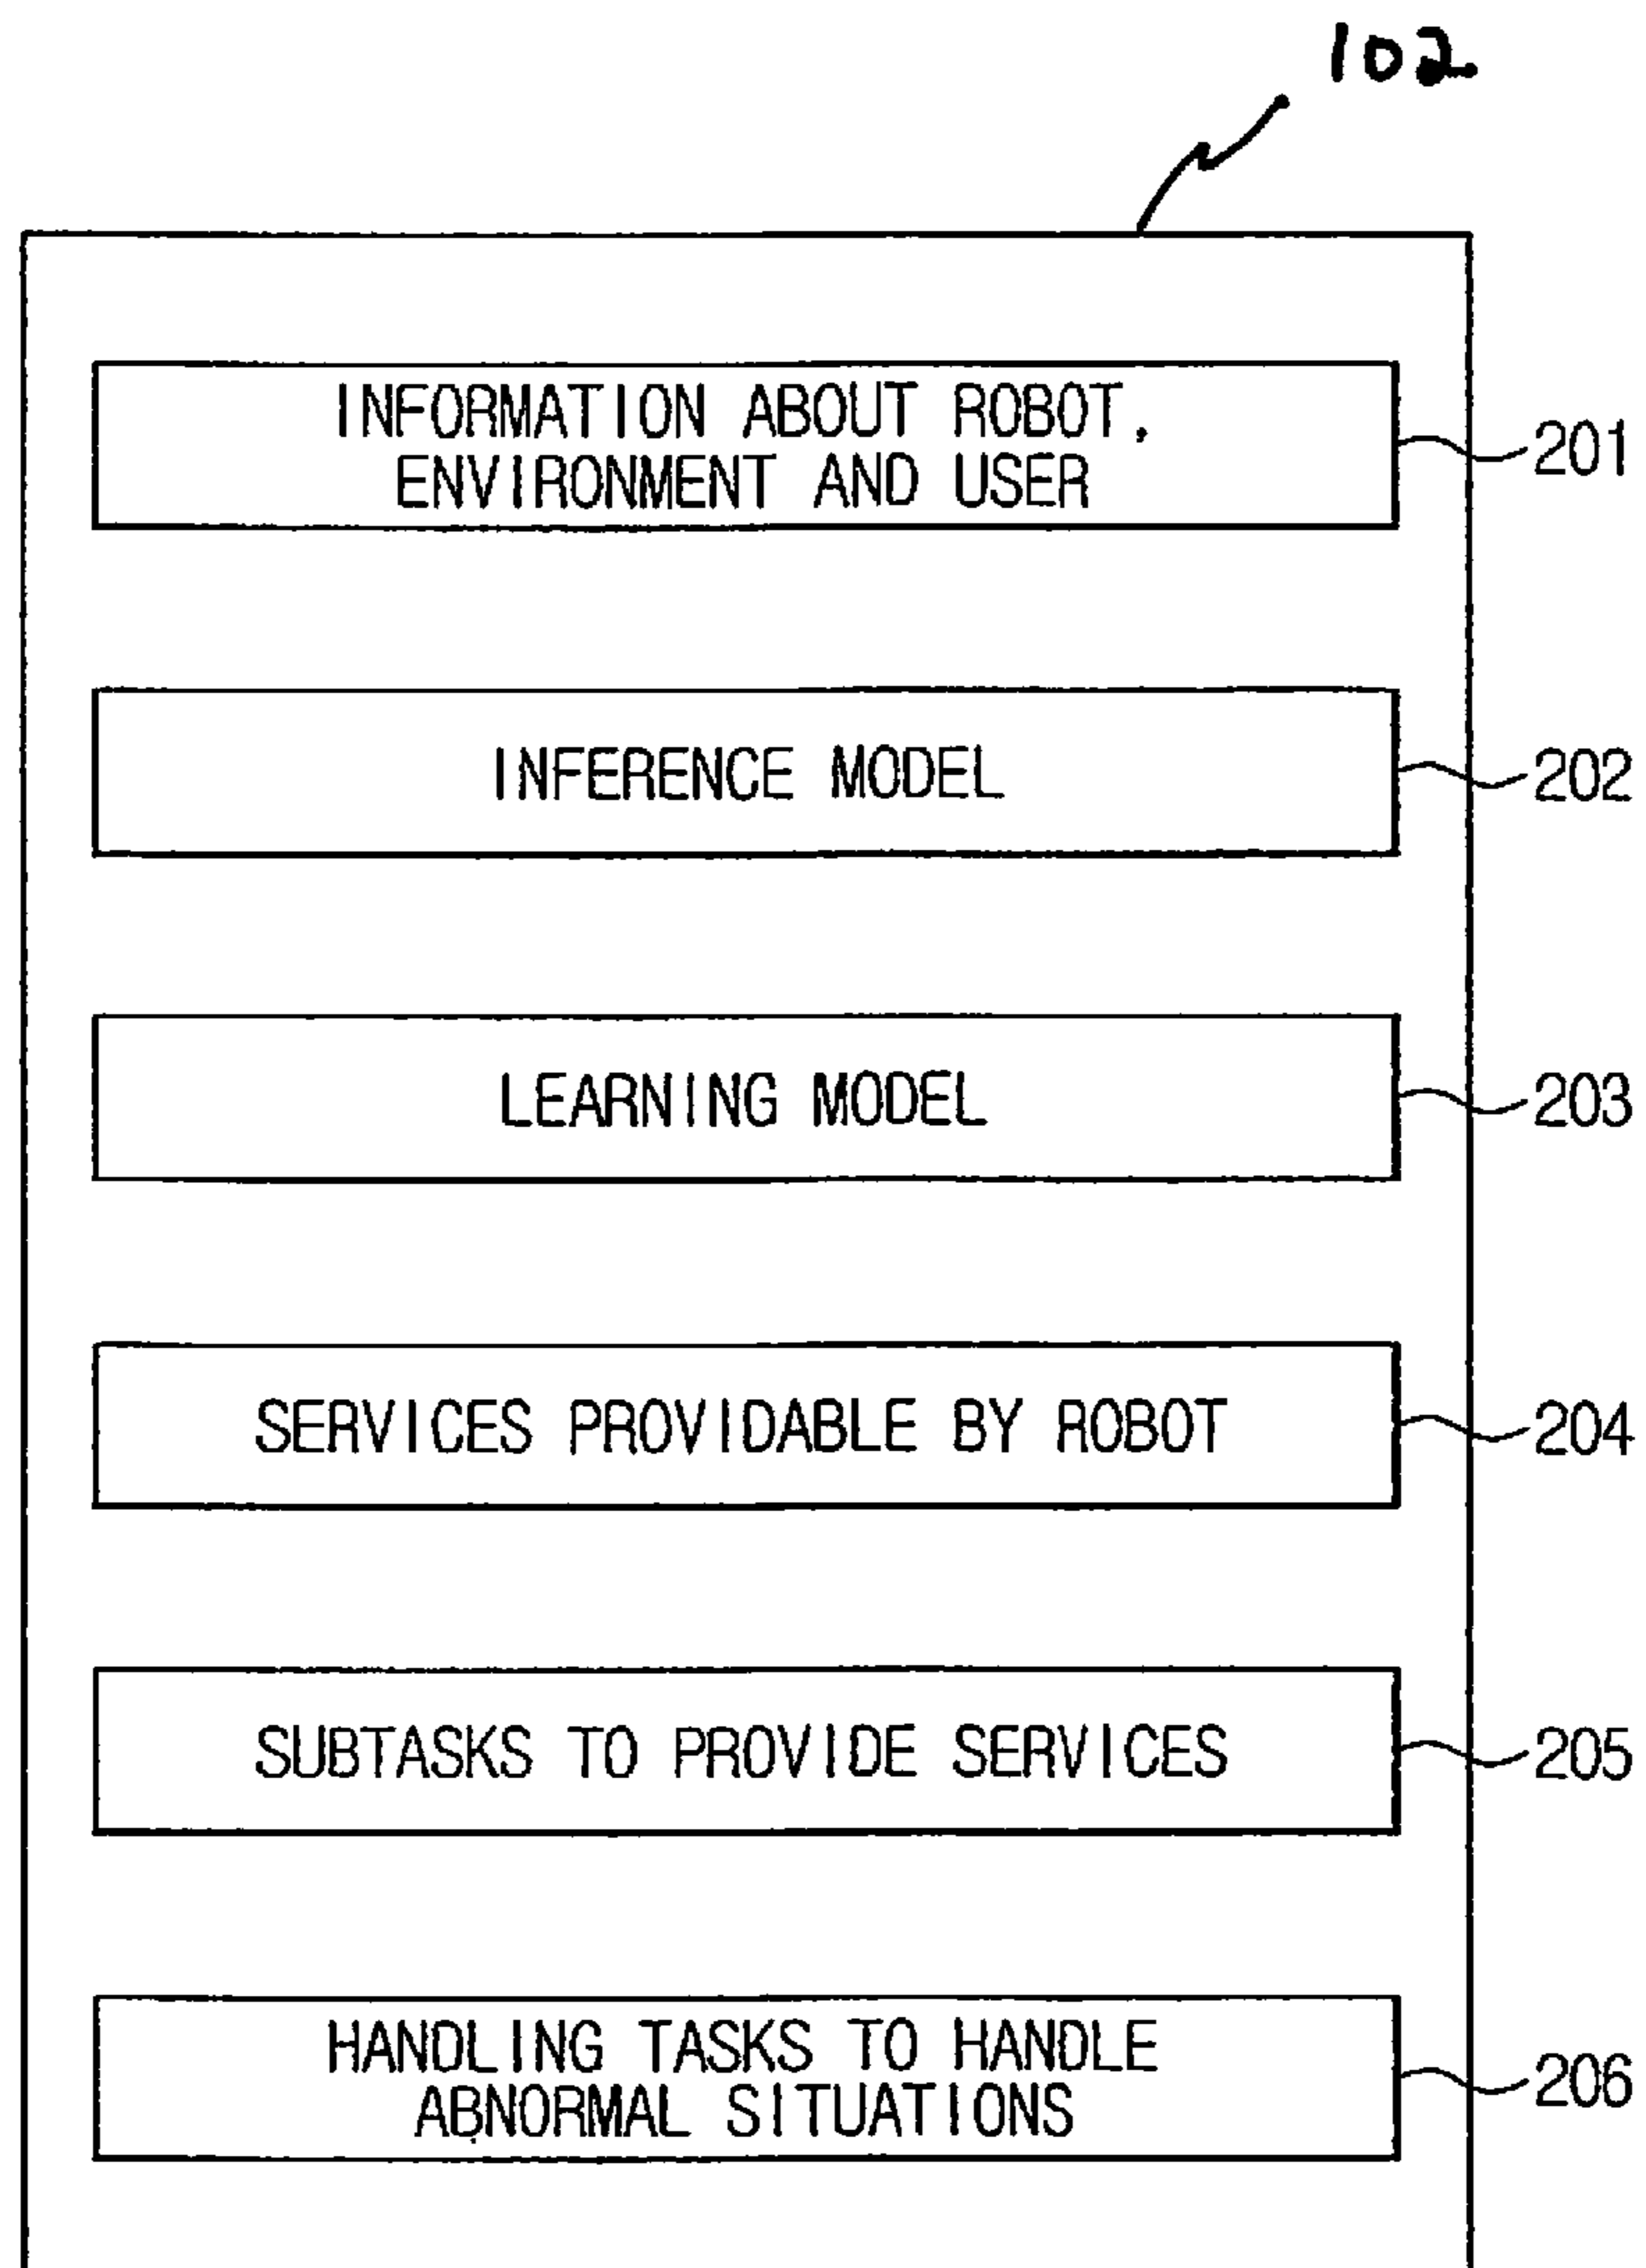 102
INFORMATION ABOUT ROBOT,
ENVIRONMENT AND USER
201
INFERENCE MODEL
202
LEARNING MODEL
203
SERVICES PROVIDABLE BY ROBOT
204
SUBTASKS TO PROVIDE SERVICES
205
HANDLING TASKS TO HANDLE
ABNORMAL SITUATIONS
206